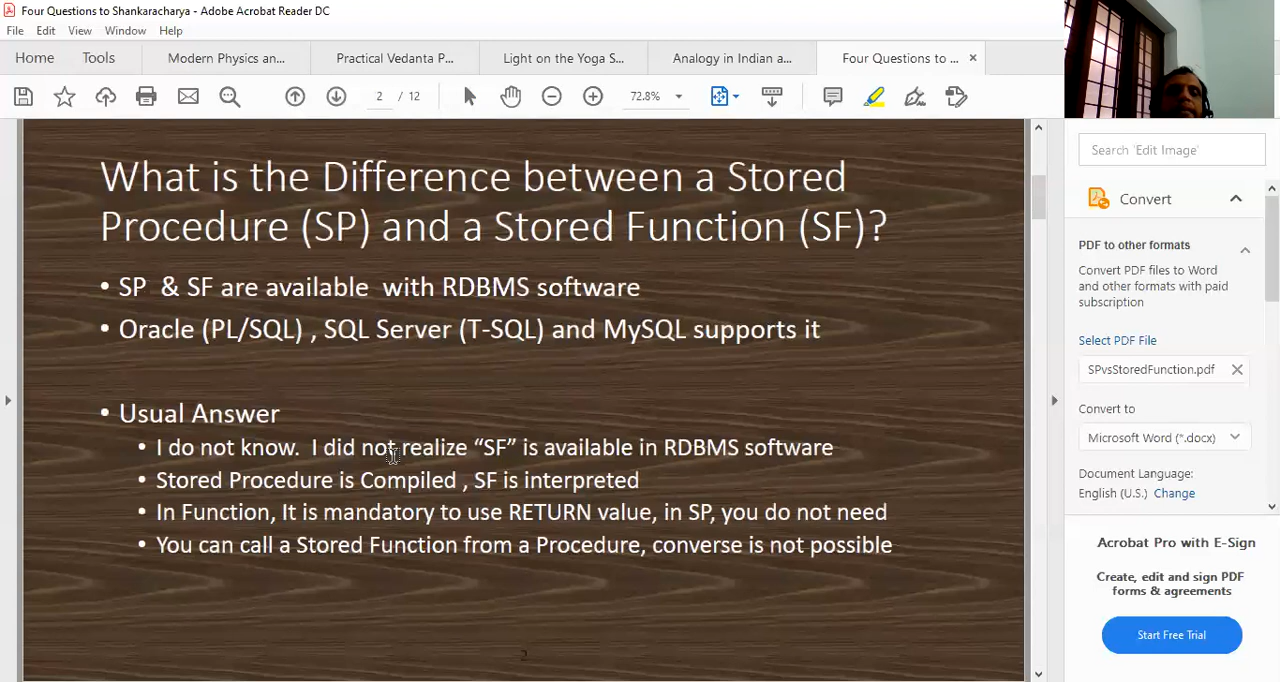 Four Questions to Shankaracharya - Adobe Acrobat Reader DC
File Edit View Window Help
Home Tools Modern Physics an... Practical Vedanta P... Light on the Yoga S... Analogy in Indian a... Four Questions to ... ×
2 / 12 72.8%
What is the Difference between a Stored
Procedure (SP) and a Stored Function (SF)?
• SP & SF are available with RDBMS software
• Oracle (PL/SQL) , SQL Server (T-SQL) and MySQL supports it
• Usual Answer
• I do not know. I did not realize “SF” is available in RDBMS software
• Stored Procedure is Compiled , SF is interpreted
• In Function, It is mandatory to use RETURN value, in SP, you do not need
• You can call a Stored Function from a Procedure, converse is not possible
2
Search 'Edit Image'
Convert
PDF to other formats
Convert PDF files to Word
and other formats with paid
subscription
Select PDF File
SPvsStoredFunction.pdf
Convert to
Microsoft Word (*.docx)
Document Language:
English (U.S.) Change
Acrobat Pro with E-Sign
Create, edit and sign PDF
forms & agreements
Start Free Trial